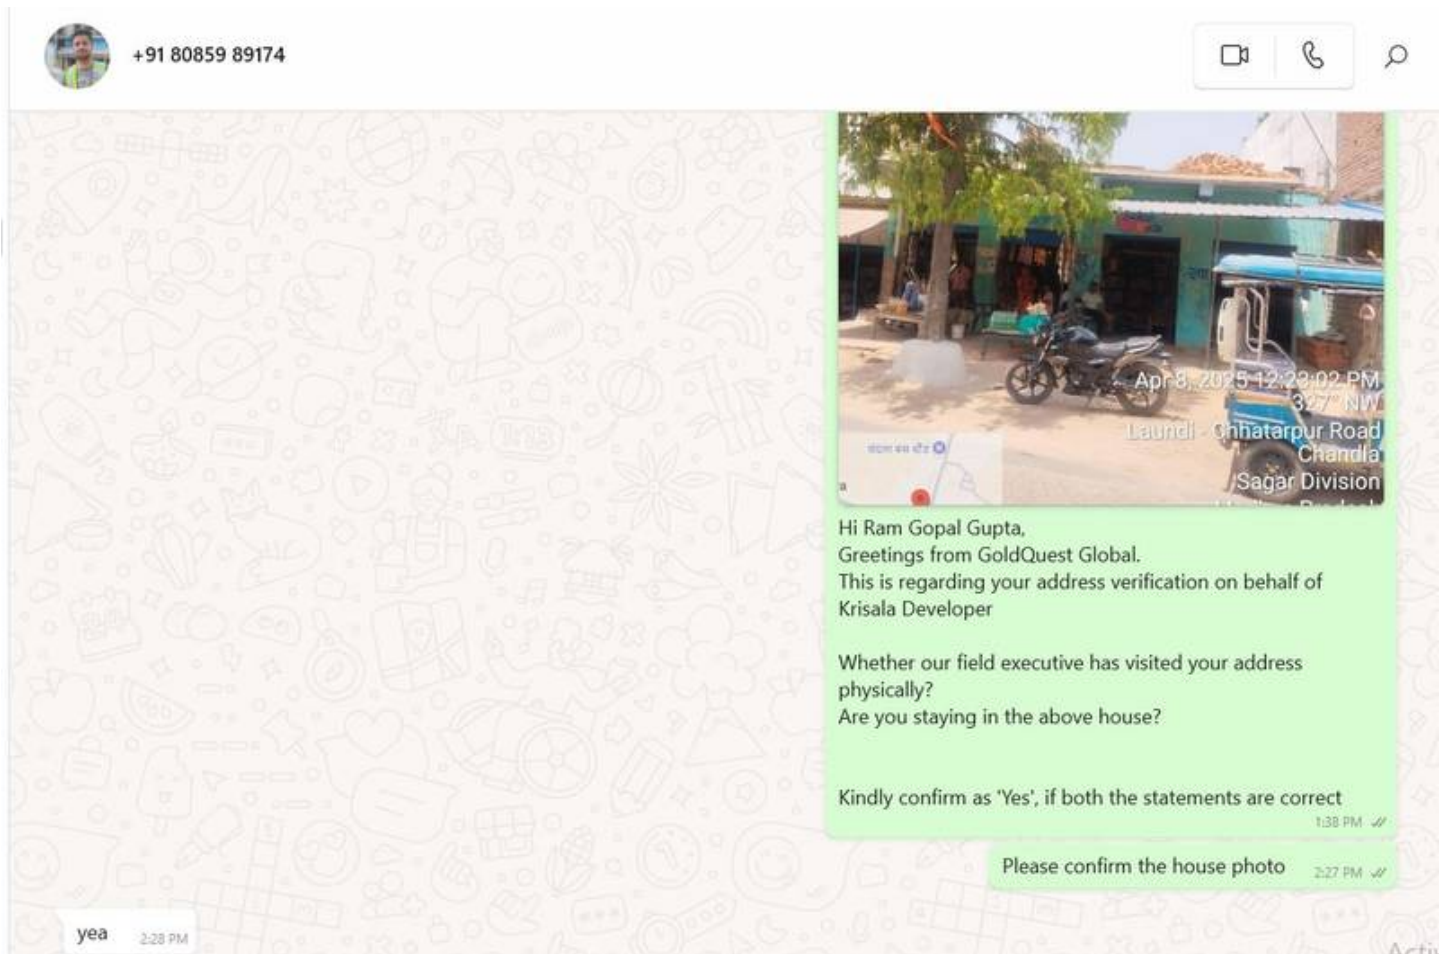 +91 80859 89174
Apr 8, 2025 12:23:02 PM
327° NW
Laundi - Chhatarpur Road
Chandla
Sagar Division
a
Hi Ram Gopal Gupta,
Greetings from GoldQuest Global.
This is regarding your address verification on behalf of
Krisala Developer
Whether our field executive has visited your address
physically?
Are you staying in the above house?
Kindly confirm as 'Yes', if both the statements are correct
1:38 PM
Please confirm the house photo 2:27 PM
yea 2:28 PM